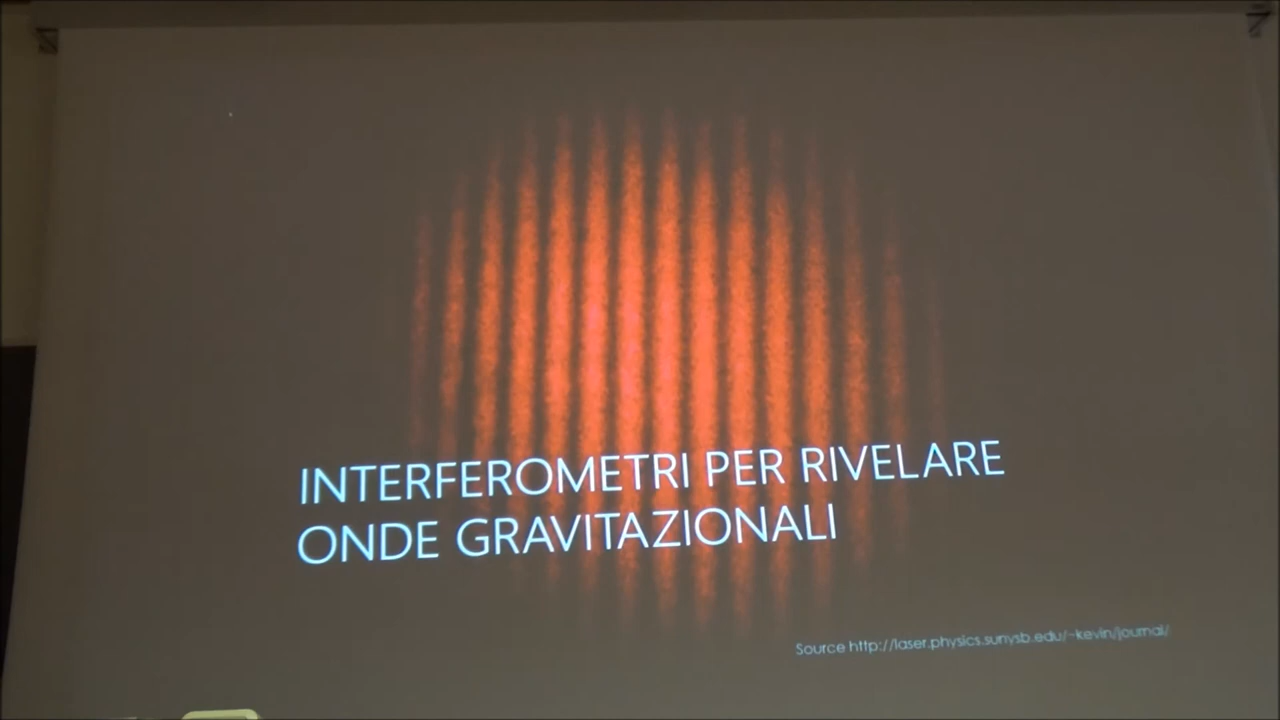 INTERFEROMETRI PER RIVELARE
ONDE GRAVITAZIONALI
Source http://laser.physics.sunysb.edu/~kevin/journal/